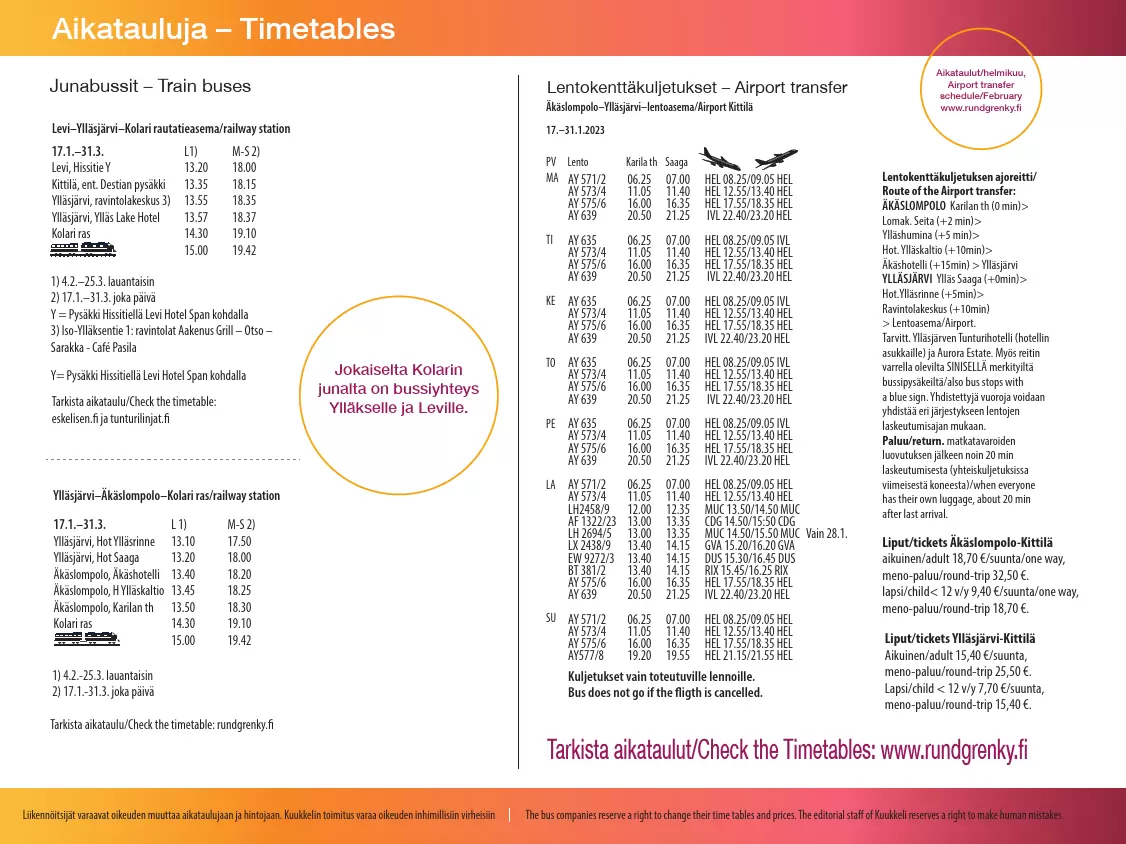 Aikatauluja – Timetables
Junabussit – Train buses
Levi–Ylläsjärvi–Kolari rautatieasema/railway station
17.1.–31.3. L1) M-S 2)
Levi, Hissitie Y 13.20 18.00
Kittilä, ent. Destian pysäkki 13.35 18.15
Ylläsjärvi, ravintolakeskus 3) 13.55 18.35
Ylläsjärvi, Ylläs Lake Hotel 13.57 18.37
Kolari ras 14.30 19.10
15.00 19.42
1) 4.2.–25.3. lauantaisin
2) 17.1.–31.3. joka päivä
Y = Pysäkki Hissitiellä Levi Hotel Span kohdalla
3) Iso-Ylläksentie 1: ravintolat Aakenus Grill – Otso –
Sarakka - Café Pasila
Y= Pysäkki Hissitiellä Levi Hotel Span kohdalla
Tarkista aikataulu/Check the timetable:
eskelisen.fi ja tunturilinjat.fi
Jokaiselta Kolarin
junalta on bussiyhteys
Ylläkselle ja Leville.
Ylläsjärvi–Äkäslompolo–Kolari ras/railway station
17.1.–31.3. L 1) M-S 2)
Ylläsjärvi, Hot Ylläsrinne 13.10 17.50
Ylläsjärvi, Hot Saaga 13.20 18.00
Äkäslompolo, Äkäshotelli 13.40 18.20
Äkäslompolo, H Ylläskaltio 13.45 18.25
Äkäslompolo, Karilan th 13.50 18.30
Kolari ras 14.30 19.10
15.00 19.42
1) 4.2.-25.3. lauantaisin
2) 17.1.-31.3. joka päivä
Tarkista aikataulu/Check the timetable: rundgrenky.fi
Lentokenttäkuljetukset – Airport transfer
Äkäslompolo–Ylläsjärvi–lentoasema/Airport Kittilä
17.–31.1.2023
PV Lento Karila th Saaga
MA AY 571/2 06.25 07.00 HEL 08.25/09.05 HEL
AY 573/4 11.05 11.40 HEL 12.55/13.40 HEL
AY 575/6 16.00 16.35 HEL 17.55/18.35 HEL
AY 639 20.50 21.25 IVL 22.40/23.20 HEL
TI AY 635 06.25 07.00 HEL 08.25/09.05 IVL
AY 573/4 11.05 11.40 HEL 12.55/13.40 HEL
AY 575/6 16.00 16.35 HEL 17.55/18.35 HEL
AY 639 20.50 21.25 IVL 22.40/23.20 HEL
KE AY 635 06.25 07.00 HEL 08.25/09.05 IVL
AY 573/4 11.05 11.40 HEL 12.55/13.40 HEL
AY 575/6 16.00 16.35 HEL 17.55/18.35 HEL
AY 639 20.50 21.25 IVL 22.40/23.20 HEL
TO AY 635 06.25 07.00 HEL 08.25/09.05 IVL
AY 573/4 11.05 11.40 HEL 12.55/13.40 HEL
AY 575/6 16.00 16.35 HEL 17.55/18.35 HEL
AY 639 20.50 21.25 IVL 22.40/23.20 HEL
PE AY 635 06.25 07.00 HEL 08.25/09.05 IVL
AY 573/4 11.05 11.40 HEL 12.55/13.40 HEL
AY 575/6 16.00 16.35 HEL 17.55/18.35 HEL
AY 639 20.50 21.25 IVL 22.40/23.20 HEL
LA AY 571/2 06.25 07.00 HEL 08.25/09.05 HEL
AY 573/4 11.05 11.40 HEL 12.55/13.40 HEL
LH2458/9 12.00 12.35 MUC 13.50/14.50 MUC
AF 1322/23 13.00 13.35 CDG 14.50/15:50 CDG
LH 2694/5 13.00 13.35 MUC 14.50/15.50 MUC Vain 28.1.
LX 2438/9 13.40 14.15 GVA 15.20/16.20 GVA
EW 9272/3 13.40 14.15 DUS 15.30/16.45 DUS
BT 381/2 13.40 14.15 RIX 15.45/16.25 RIX
AY 575/6 16.00 16.35 HEL 17.55/18.35 HEL
AY 639 20.50 21.25 IVL 22.40/23.20 HEL
SU AY 571/2 06.25 07.00 HEL 08.25/09.05 HEL
AY 573/4 11.05 11.40 HEL 12.55/13.40 HEL
AY 575/6 16.00 16.35 HEL 17.55/18.35 HEL
AY577/8 19.20 19.55 HEL 21.15/21.55 HEL
Kuljetukset vain toteutuville lennoille.
Bus does not go if the fligth is cancelled.
Aikataulut/helmikuu,
Airport transfer
schedule/February
www.rundgrenky.fi
Lentokenttäkuljetuksen ajoreitti/
Route of the Airport transfer:
ÄKÄSLOMPOLO Karilan th (0 min)>
Lomak. Seita (+2 min)>
Ylläshumina (+5 min)>
Hot. Ylläskaltio (+10min)>
Äkäshotelli (+15min) > Ylläsjärvi
YLLÄSJÄRVI Ylläs Saaga (+0min)>
Hot.Ylläsrinne (+5min)>
Ravintolakeskus (+10min)
> Lentoasema/Airport.
Tarvitt. Ylläsjärven Tunturihotelli (hotellin
asukkaille) ja Aurora Estate. Myös reitin
varrella olevilta SINISELLÄ merkityiltä
bussipysäkeiltä/also bus stops with
a blue sign. Yhdistettyjä vuoroja voidaan
yhdistää eri järjestykseen lentojen
laskeutumisajan mukaan.
Paluu/return. matkatavaroiden
luovutuksen jälkeen noin 20 min
laskeutumisesta (yhteiskuljetuksissa
viimeisestä koneesta)/when everyone
has their own luggage, about 20 min
after last arrival.
Liput/tickets Äkäslompolo-Kittilä
aikuinen/adult 18,70 €/suunta/one way,
meno-paluu/round-trip 32,50 €.
lapsi/child< 12 v/y 9,40 €/suunta/one way,
meno-paluu/round-trip 18,70 €.
Liput/tickets Ylläsjärvi-Kittilä
Aikuinen/adult 15,40 €/suunta,
meno-paluu/round-trip 25,50 €.
Lapsi/child < 12 v/y 7,70 €/suunta,
meno-paluu/round-trip 15,40 €.
Tarkista aikataulut/Check the Timetables: www.rundgrenky.fi
Liikennöitsijät varaavat oikeuden muuttaa aikataulujaan ja hintojaan. Kuukkelin toimitus varaa oikeuden inhimillisiin virheisiin
The bus companies reserve a right to change their time tables and prices. The editorial staff of Kuukkeli reserves a right to make human mistakes.